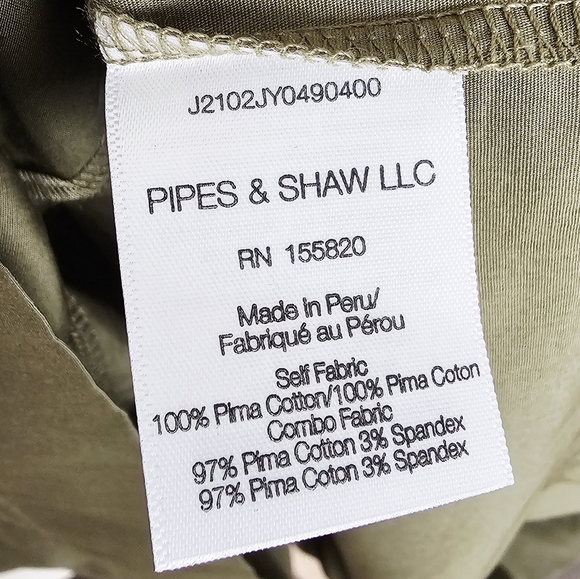 J2102JY0490400
PIPES & SHAW LLC
RN 155820
Made in Peru/
Fabriqué au Pérou
Self Fabric
100% Pima Cotton/100% Pima Coton
Combo Fabric
97% Pima Cotton 3% Spandex
97% Pima Coton 3% Spandex